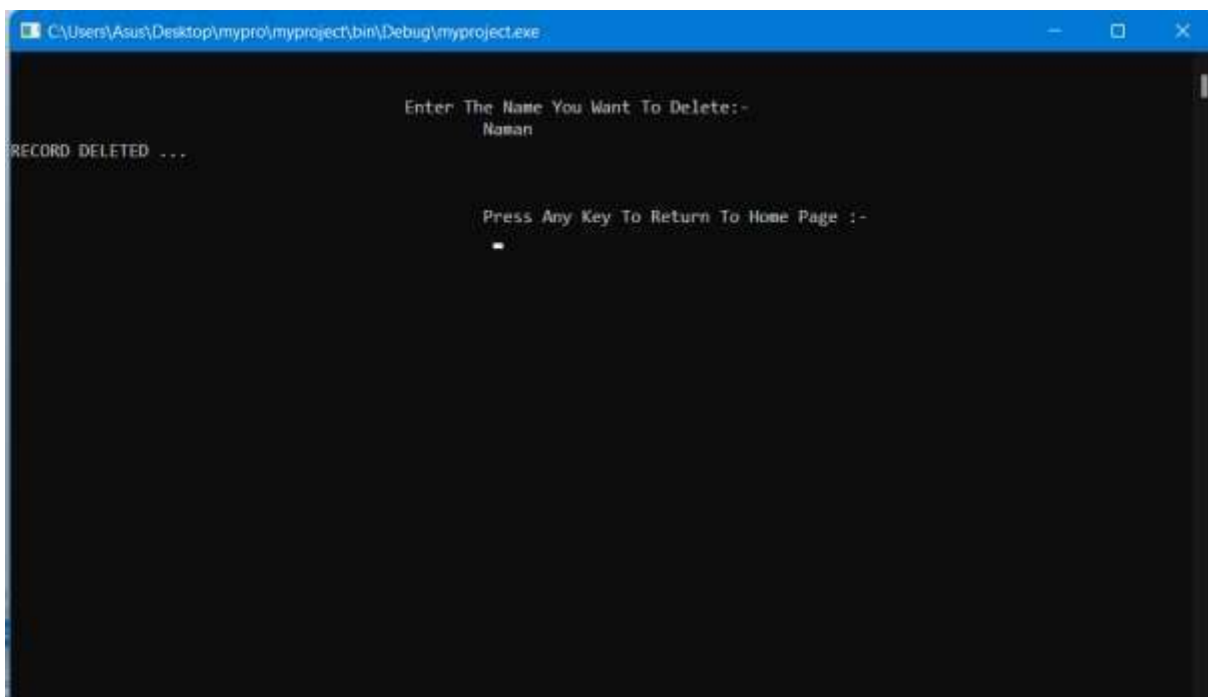 C:\Users\Asus\Desktop\mypro\myproject\bin\Debug\myproject.exe
Enter The Name You Want To Delete:-
Naman
RECORD DELETED ...
Press Any Key To Return To Home Page :-